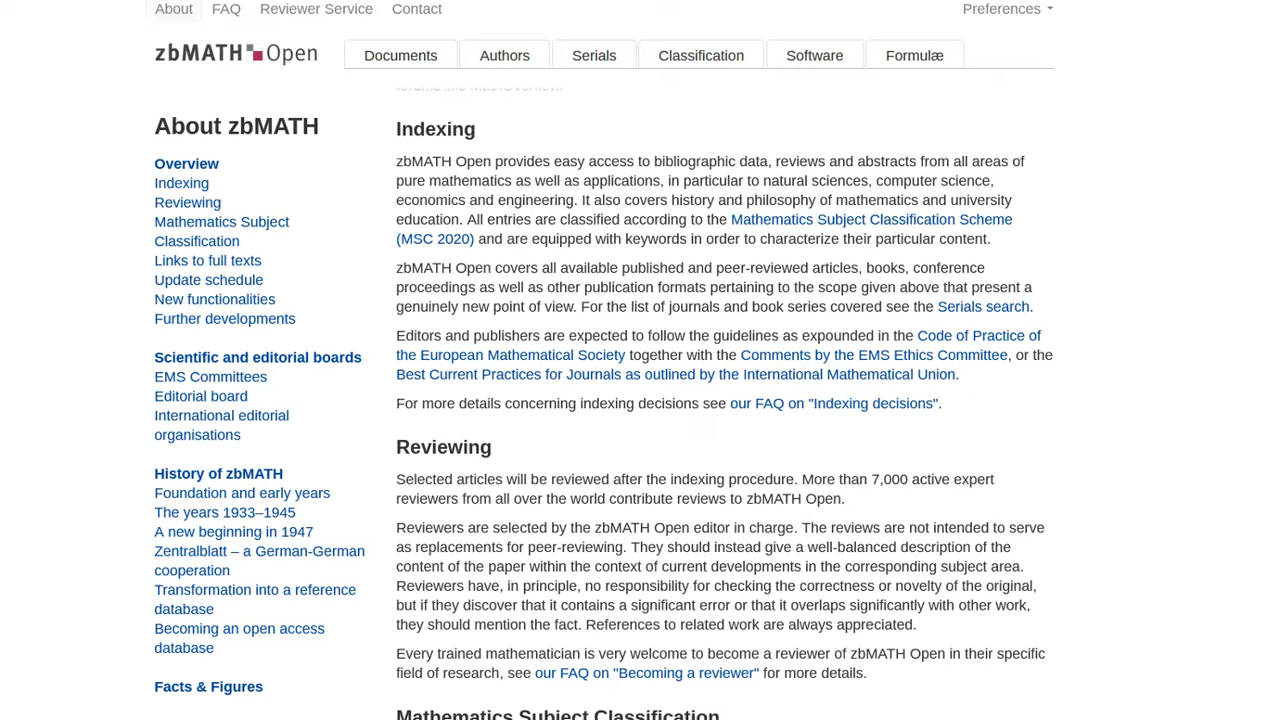 About FAQ Reviewer Service Contact Preferences
zbMATH Open Documents Authors Serials Classification Software Formulæ
About zbMATH
Overview
Indexing
Reviewing
Mathematics Subject
Classification
Links to full texts
Update schedule
New functionalities
Further developments
Scientific and editorial boards
EMS Committees
Editorial board
International editorial
organisations
History of zbMATH
Foundation and early years
The years 1933–1945
A new beginning in 1947
Zentralblatt – a German-German
cooperation
Transformation into a reference
database
Becoming an open access
database
Facts & Figures
Indexing
zbMATH Open provides easy access to bibliographic data, reviews and abstracts from all areas of
pure mathematics as well as applications, in particular to natural sciences, computer science,
economics and engineering. It also covers history and philosophy of mathematics and university
education. All entries are classified according to the Mathematics Subject Classification Scheme
(MSC 2020) and are equipped with keywords in order to characterize their particular content.
zbMATH Open covers all available published and peer-reviewed articles, books, conference
proceedings as well as other publication formats pertaining to the scope given above that present a
genuinely new point of view. For the list of journals and book series covered see the Serials search.
Editors and publishers are expected to follow the guidelines as expounded in the Code of Practice of
the European Mathematical Society together with the Comments by the EMS Ethics Committee, or the
Best Current Practices for Journals as outlined by the International Mathematical Union.
For more details concerning indexing decisions see our FAQ on "Indexing decisions".
Reviewing
Selected articles will be reviewed after the indexing procedure. More than 7,000 active expert
reviewers from all over the world contribute reviews to zbMATH Open.
Reviewers are selected by the zbMATH Open editor in charge. The reviews are not intended to serve
as replacements for peer-reviewing. They should instead give a well-balanced description of the
content of the paper within the context of current developments in the corresponding subject area.
Reviewers have, in principle, no responsibility for checking the correctness or novelty of the original,
but if they discover that it contains a significant error or that it overlaps significantly with other work,
they should mention the fact. References to related work are always appreciated.
Every trained mathematician is very welcome to become a reviewer of zbMATH Open in their specific
field of research, see our FAQ on "Becoming a reviewer" for more details.
Mathematics Subject Classification